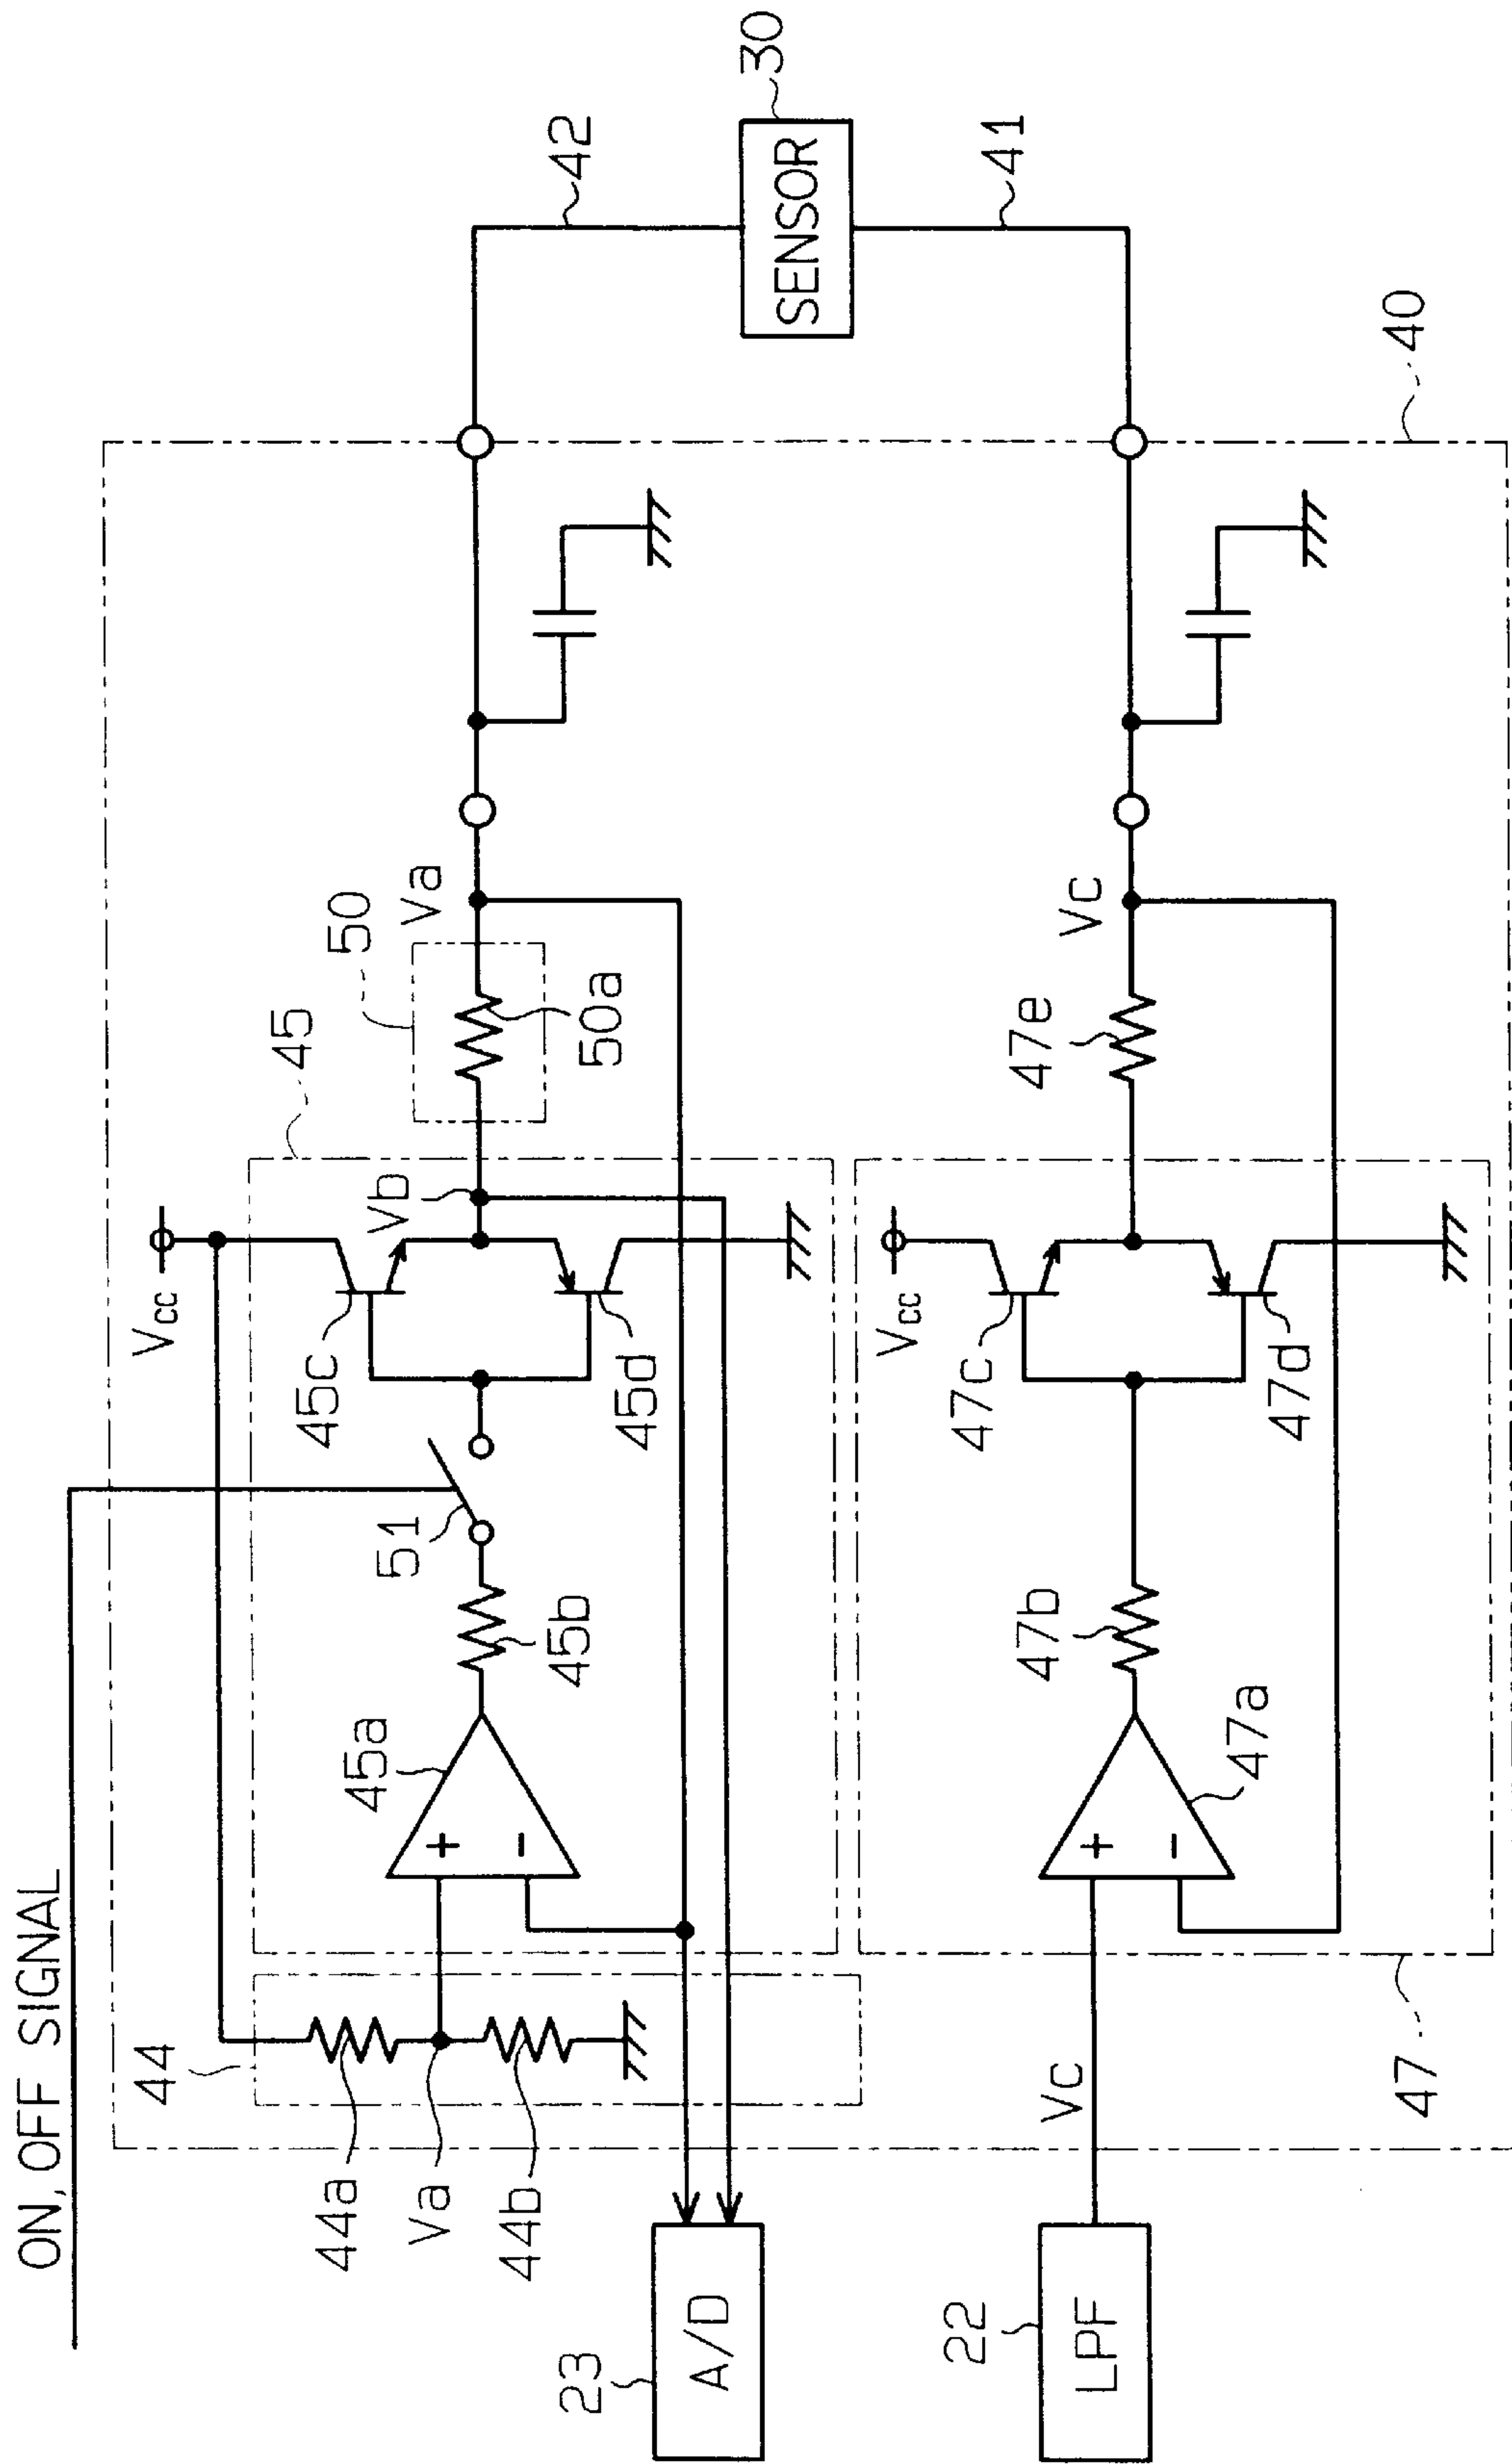 ON, OFF SIGNAL
44
44a
Va
44b
23
A/D
22
LPF
Vc
47
45a
45b
51
Vcc
45c
45d
Vb
45
50
50a
Va
47a
47b
Vcc
47c
47d
47e
Vc
42
30
SENSOR
41
40
+
−
+
−